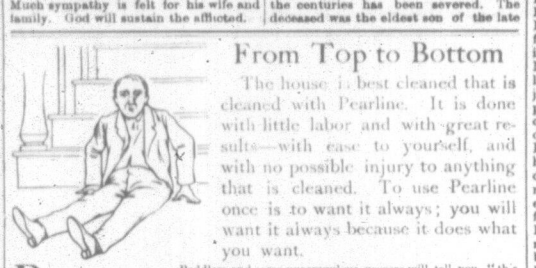 Much sympathy is felt for his wife and
family. God will sustain the afflicted.
the centuries has been severed. The
deceased was the eldest son of the late
From Top to Bottom
The house is best cleaned that is
cleaned with Pearline. It is done
with little labor and with great re-
sults—with ease to yourself, and
with no possible injury to anything
that is cleaned. To use Pearline
once is to want it always; you will
want it always because it does what
you want.